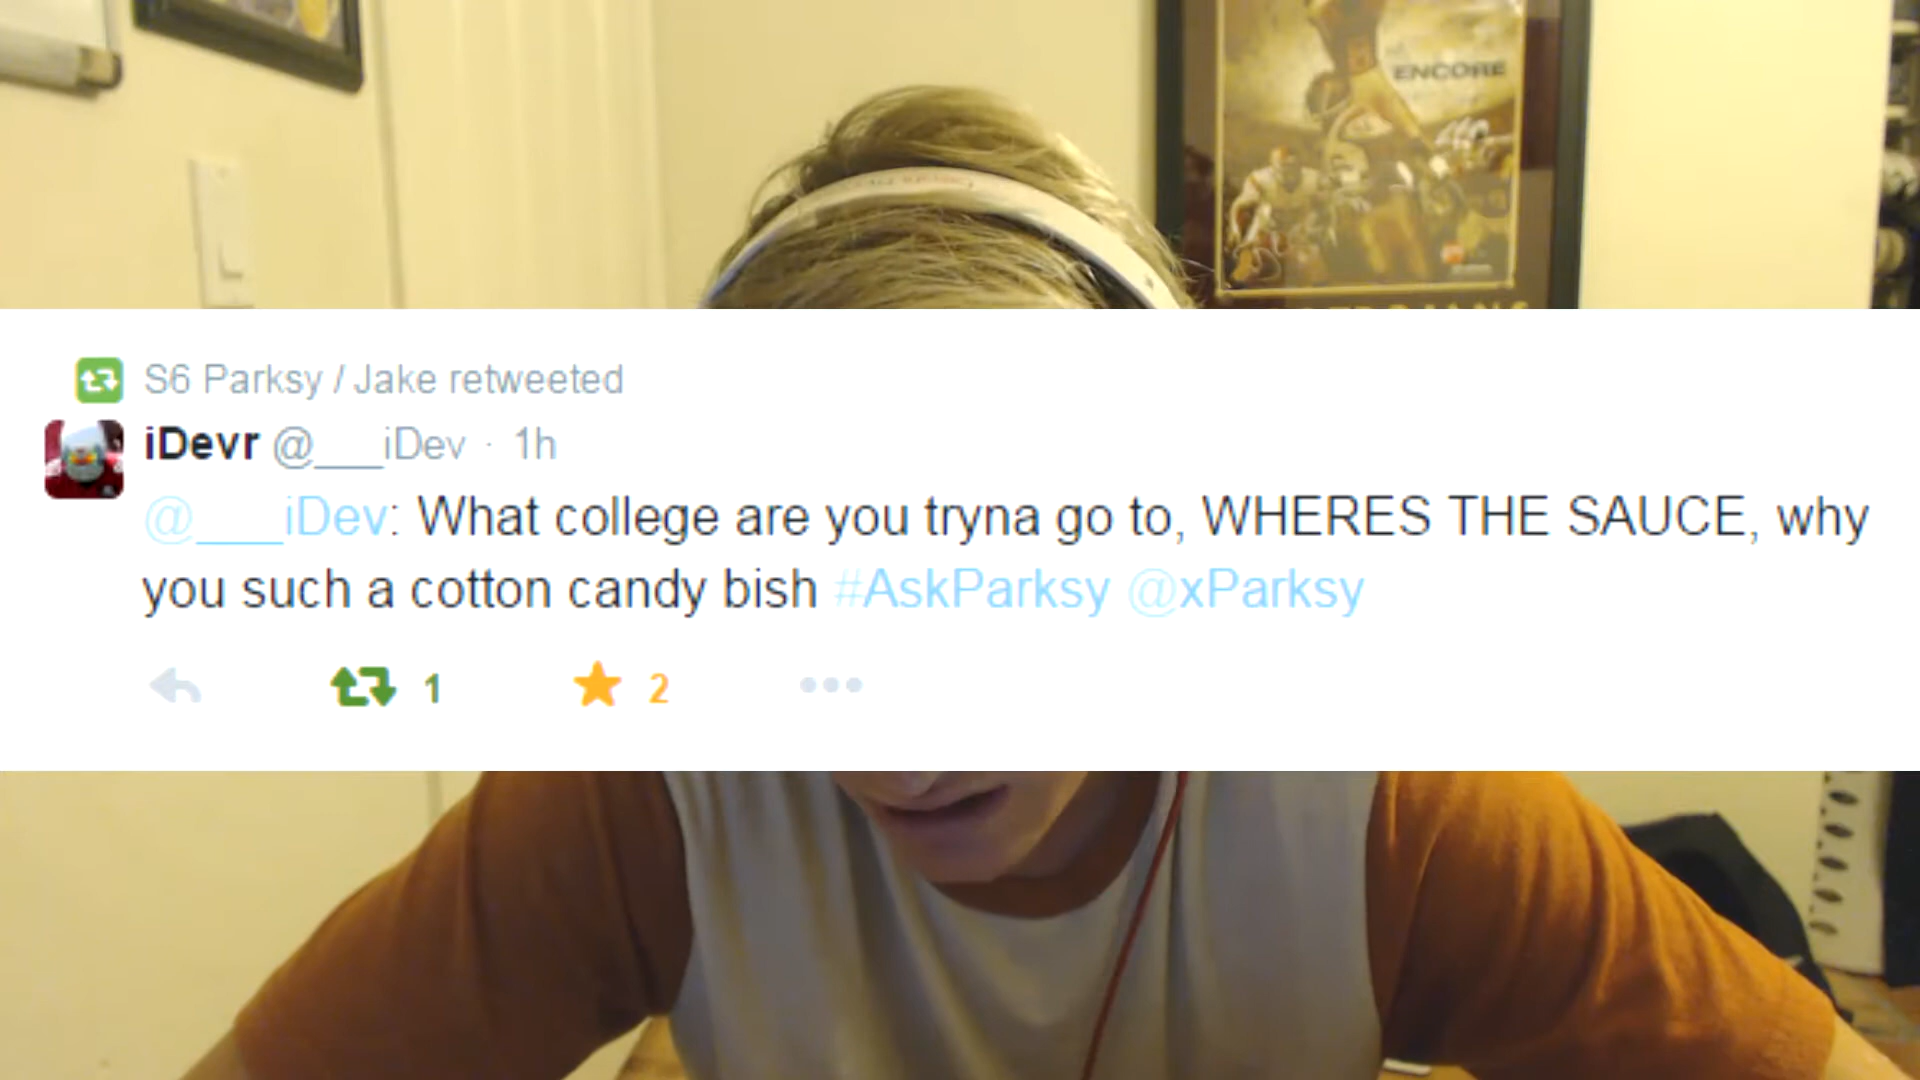 ENCORE
S6 Parksy / Jake retweeted
iDevr @___iDev · 1h
@___iDev: What college are you tryna go to, WHERES THE SAUCE, why
you such a cotton candy bish #AskParksy @xParksy
1 2